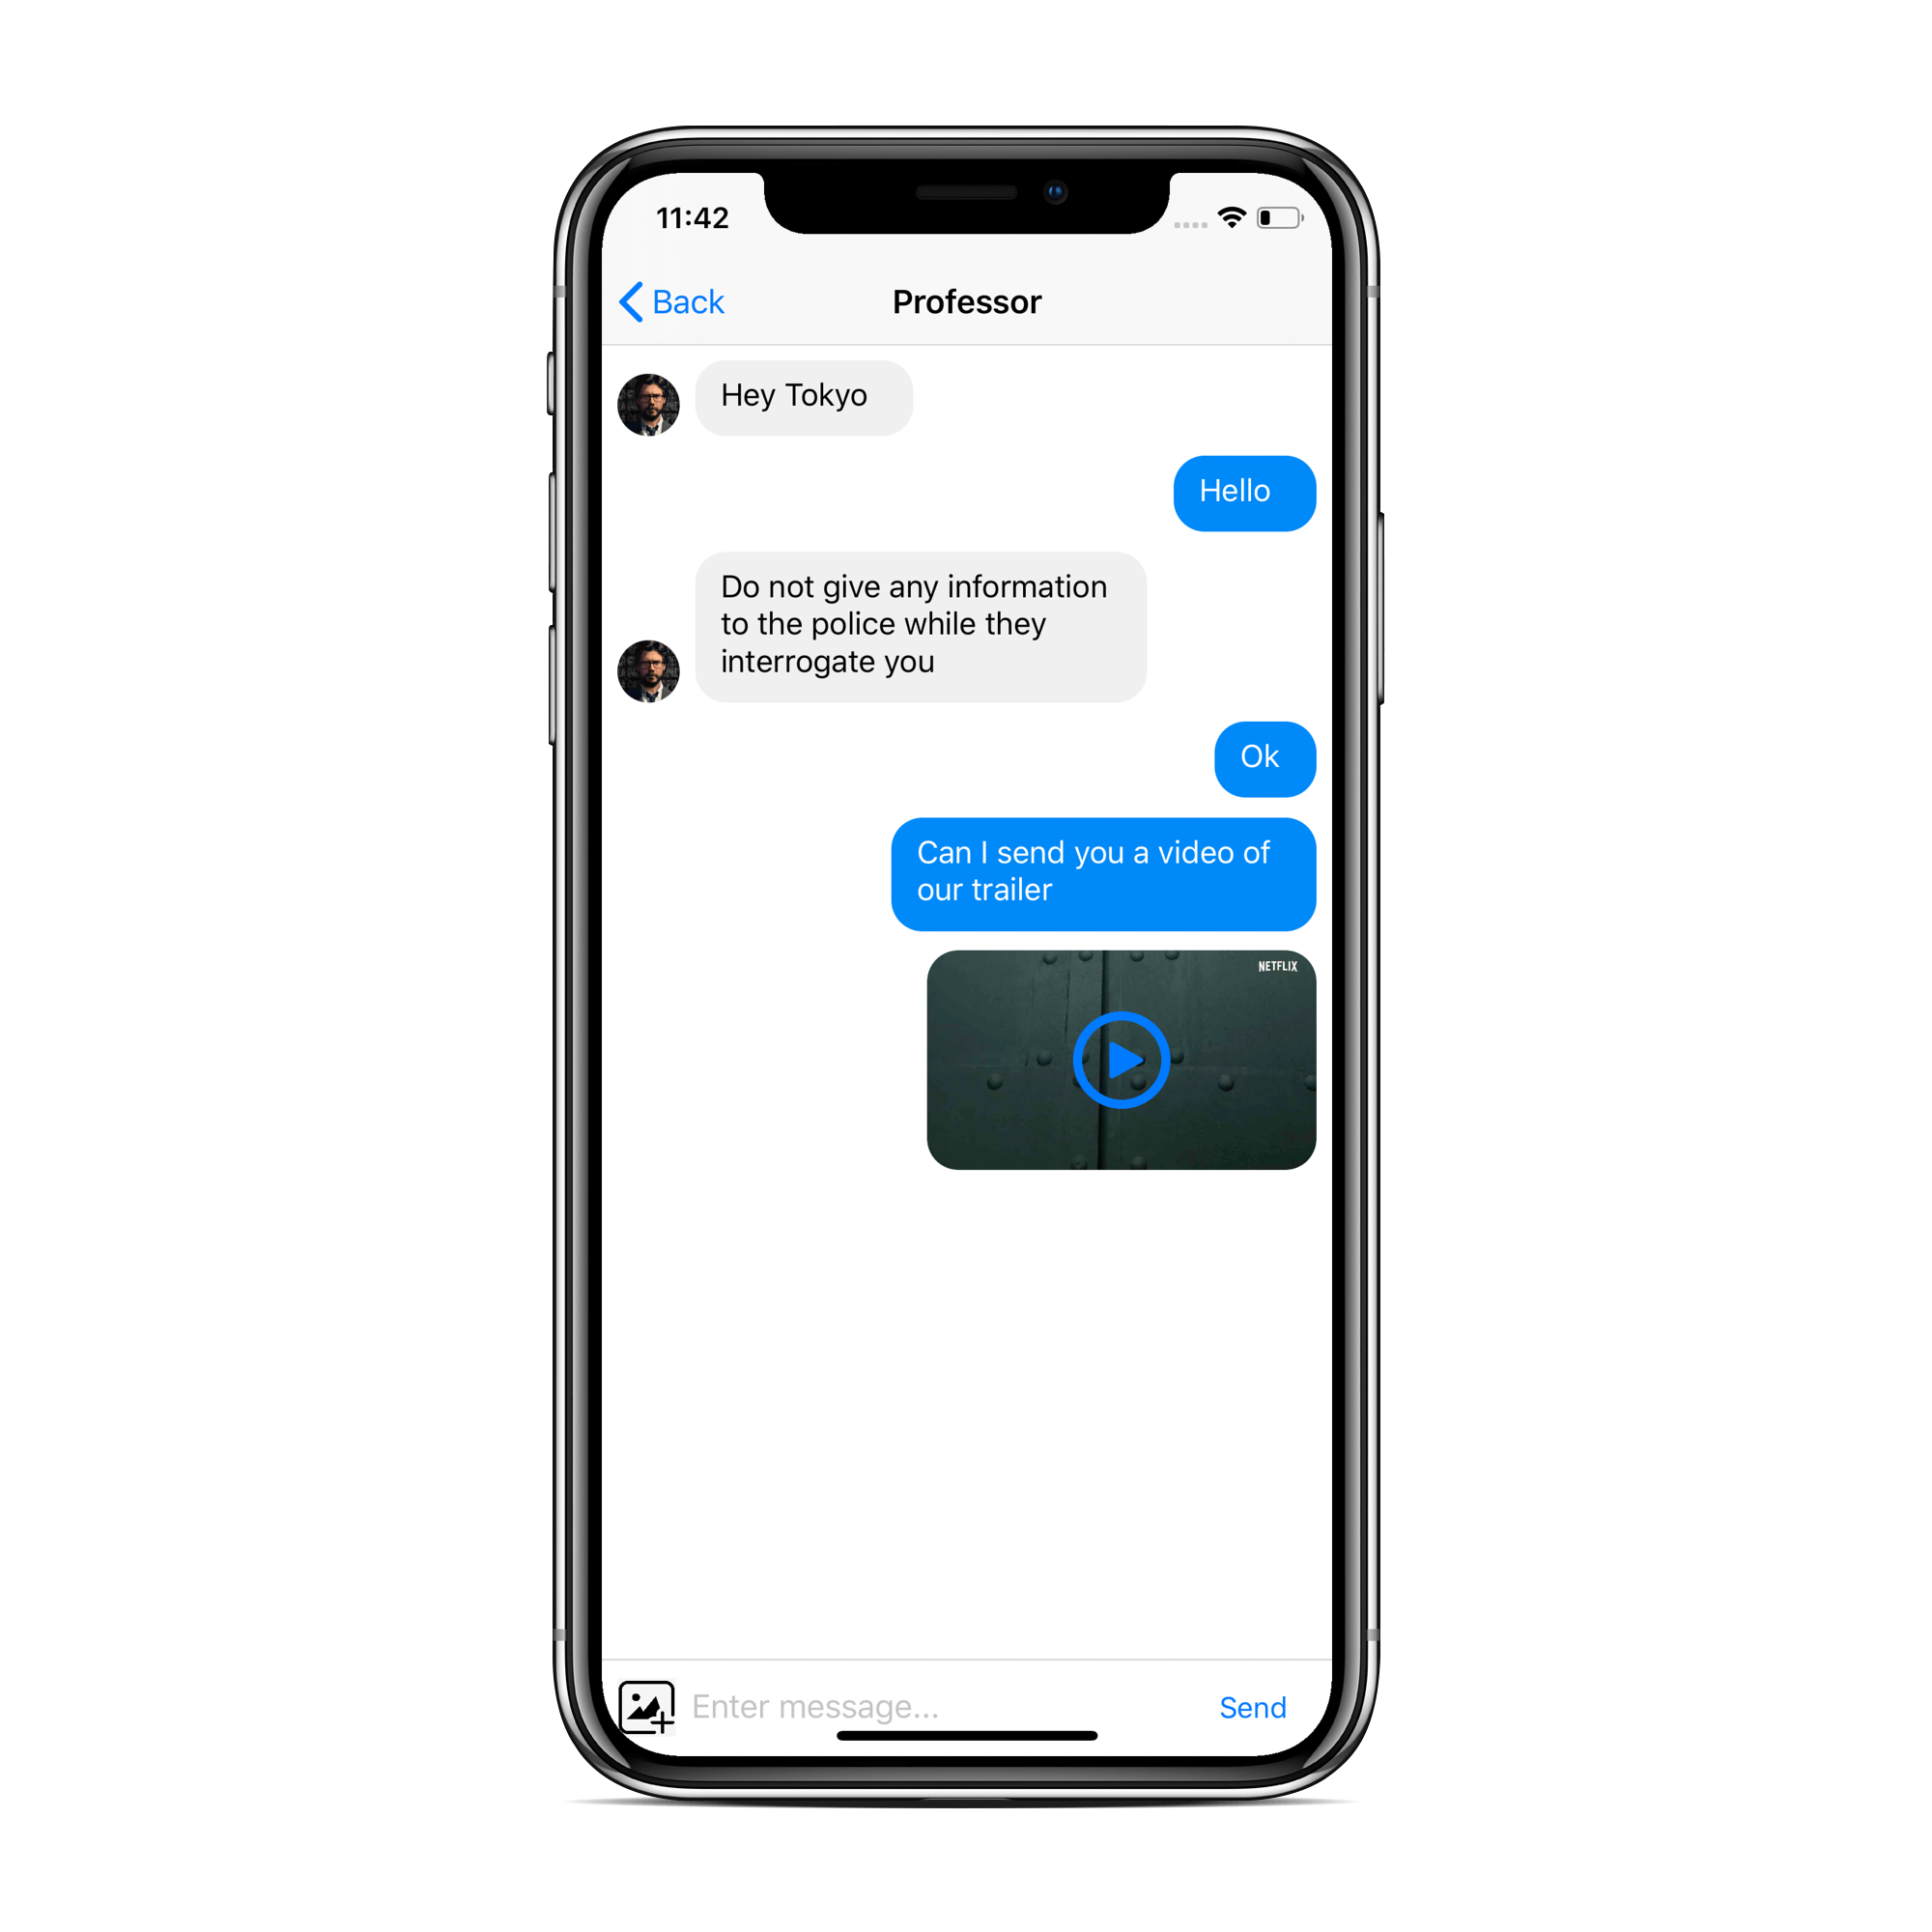 11:42
Back
Professor
Hey Tokyo
Hello
Do not give any information
to the police while they
interrogate you
Ok
Can I send you a video of
our trailer
NETFLIX
Enter message...
Send